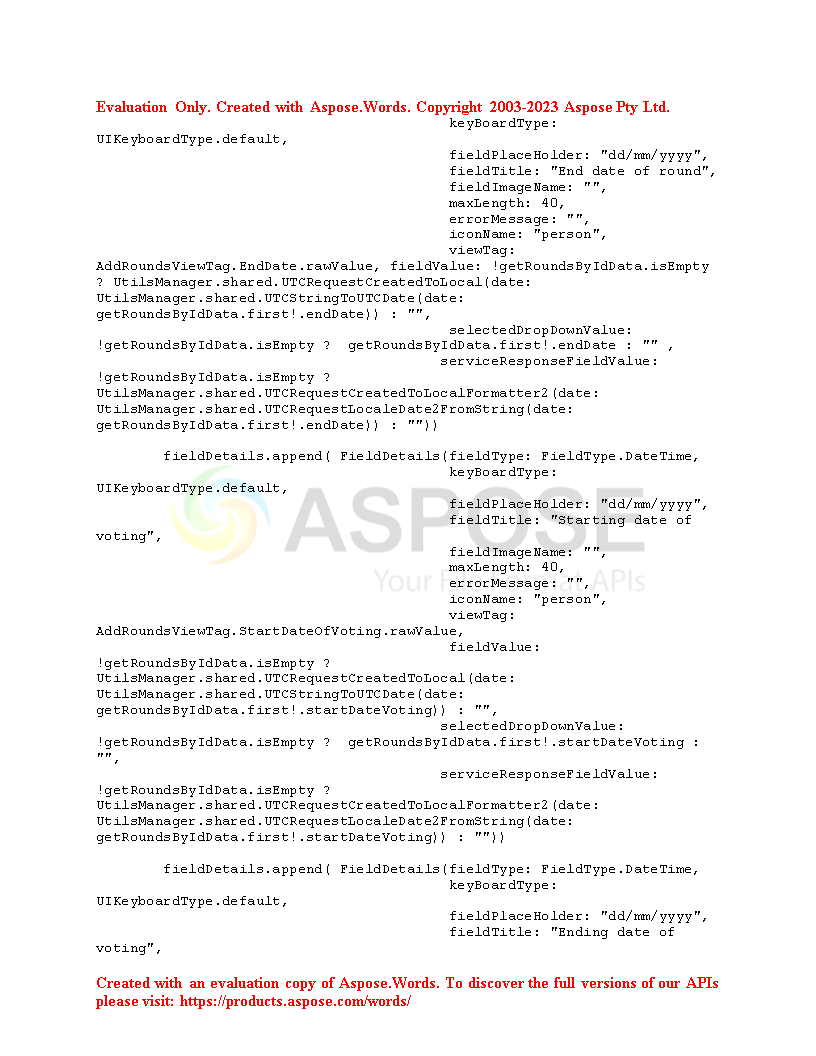 Evaluation Only. Created with Aspose.Words. Copyright 2003-2023 Aspose Pty Ltd.
keyBoardType:
UIKeyboardType.default,
fieldPlaceHolder: "dd/mm/yyyy",
fieldTitle: "End date of round",
fieldImageName: "",
maxLength: 40,
errorMessage: "",
iconName: "person",
viewTag:
AddRoundsViewTag.EndDate.rawValue, fieldValue: !getRoundsByIdData.isEmpty
? UtilsManager.shared.UTCRequestCreatedToLocal(date:
UtilsManager.shared.UTCStringToUTCDate(date:
getRoundsByIdData.first!.endDate)) : "",
selectedDropDownValue:
!getRoundsByIdData.isEmpty ?  getRoundsByIdData.first!.endDate : "" ,
serviceResponseFieldValue:
!getRoundsByIdData.isEmpty ?
UtilsManager.shared.UTCRequestCreatedToLocalFormatter2(date:
UtilsManager.shared.UTCRequestLocaleDate2FromString(date:
getRoundsByIdData.first!.endDate)) : ""))
fieldDetails.append( FieldDetails(fieldType: FieldType.DateTime,
keyBoardType:
UIKeyboardType.default,
fieldPlaceHolder: "dd/mm/yyyy",
fieldTitle: "Starting date of
voting",
ASPOSE
fieldImageName: "",
maxLength: 40,
Your File Format APIs
errorMessage: "",
iconName: "person",
viewTag:
AddRoundsViewTag.StartDateOfVoting.rawValue,
fieldValue:
!getRoundsByIdData.isEmpty ?
UtilsManager.shared.UTCRequestCreatedToLocal(date:
UtilsManager.shared.UTCStringToUTCDate(date:
getRoundsByIdData.first!.startDateVoting)) : "",
selectedDropDownValue:
!getRoundsByIdData.isEmpty ?  getRoundsByIdData.first!.startDateVoting :
"",
serviceResponseFieldValue:
!getRoundsByIdData.isEmpty ?
UtilsManager.shared.UTCRequestCreatedToLocalFormatter2(date:
UtilsManager.shared.UTCRequestLocaleDate2FromString(date:
getRoundsByIdData.first!.startDateVoting)) : ""))
fieldDetails.append( FieldDetails(fieldType: FieldType.DateTime,
keyBoardType:
UIKeyboardType.default,
fieldPlaceHolder: "dd/mm/yyyy",
fieldTitle: "Ending date of
voting",
Created with an evaluation copy of Aspose.Words. To discover the full versions of our APIs
please visit: https://products.aspose.com/words/